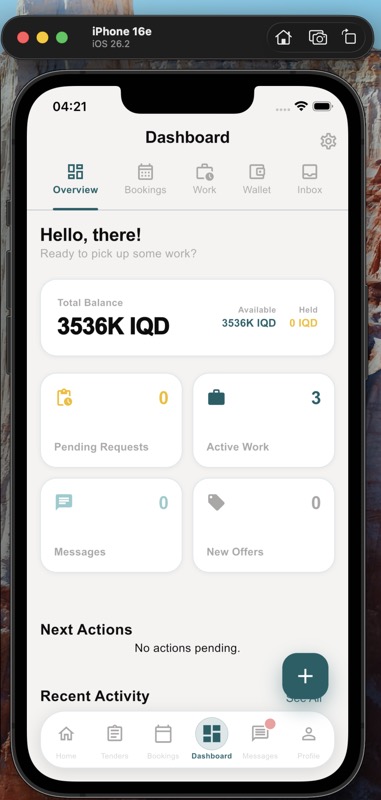 iPhone 16e
iOS 26.2
04:21
Dashboard
Overview Bookings Work Wallet Inbox
Hello, there!
Ready to pick up some work?
Total Balance
3536K IQD
Available Held
3536K IQD 0 IQD
0 3
Pending Requests Active Work
0 0
Messages New Offers
Next Actions
No actions pending.
+
Recent Activity See All
Home Tenders Bookings Dashboard Messages Profile